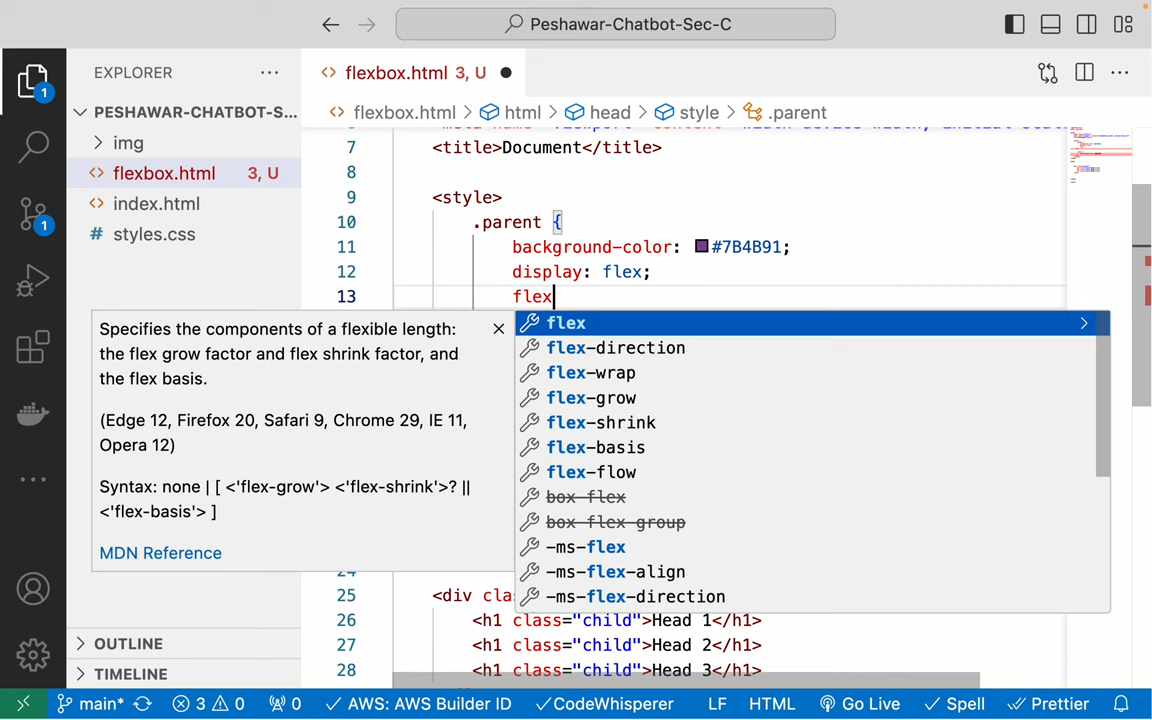 Peshawar-Chatbot-Sec-C
EXPLORER
flexbox.html 3, U
1
PESHAWAR-CHATBOT-S...
img
flexbox.html 3, U
index.html
styles.css
1
flexbox.html > html > head > style > .parent
7 <title>Document</title>
8
9 <style>
10 .parent {
11 background-color: #7B4B91;
12 display: flex;
13 flex
Specifies the components of a flexible length:
the flex grow factor and flex shrink factor, and
the flex basis.
(Edge 12, Firefox 20, Safari 9, Chrome 29, IE 11,
Opera 12)
Syntax: none | [ <'flex-grow'> <'flex-shrink'>? ||
<'flex-basis'> ]
MDN Reference
flex
flex-direction
flex-wrap
flex-grow
flex-shrink
flex-basis
flex-flow
box-flex
box-flex-group
-ms-flex
-ms-flex-align
-ms-flex-direction
25 <div clas
26 <h1 class="child">Head 1</h1>
27 <h1 class="child">Head 2</h1>
28 <h1 class="child">Head 3</h1>
OUTLINE
TIMELINE
main* 3 0 0 AWS: AWS Builder ID CodeWhisperer LF HTML Go Live Spell Prettier